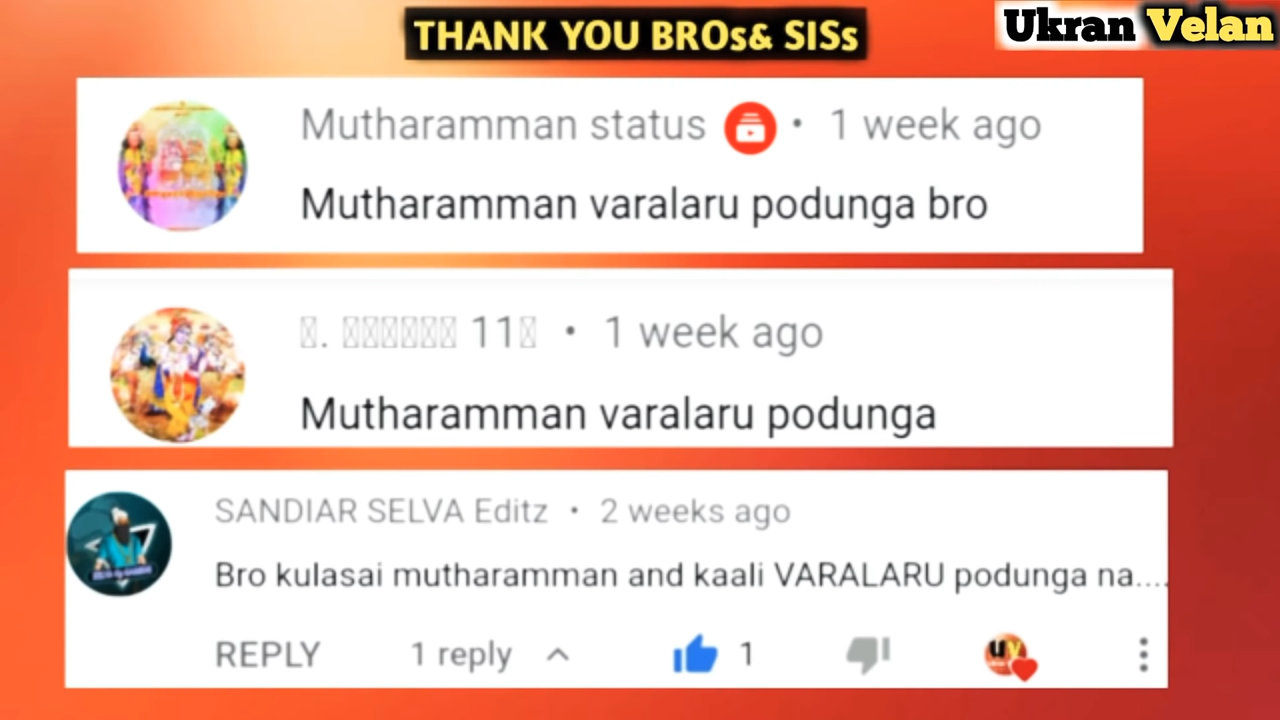 THANK YOU BROs& SISs
Ukran Velan
Mutharamman status • 1 week ago
Mutharamman varalaru podunga bro
. 11 • 1 week ago
Mutharamman varalaru podunga
SANDIAR SELVA Editz • 2 weeks ago
Bro kulasai mutharamman and kaali VARALARU podunga na....
REPLY 1 reply 1
uv